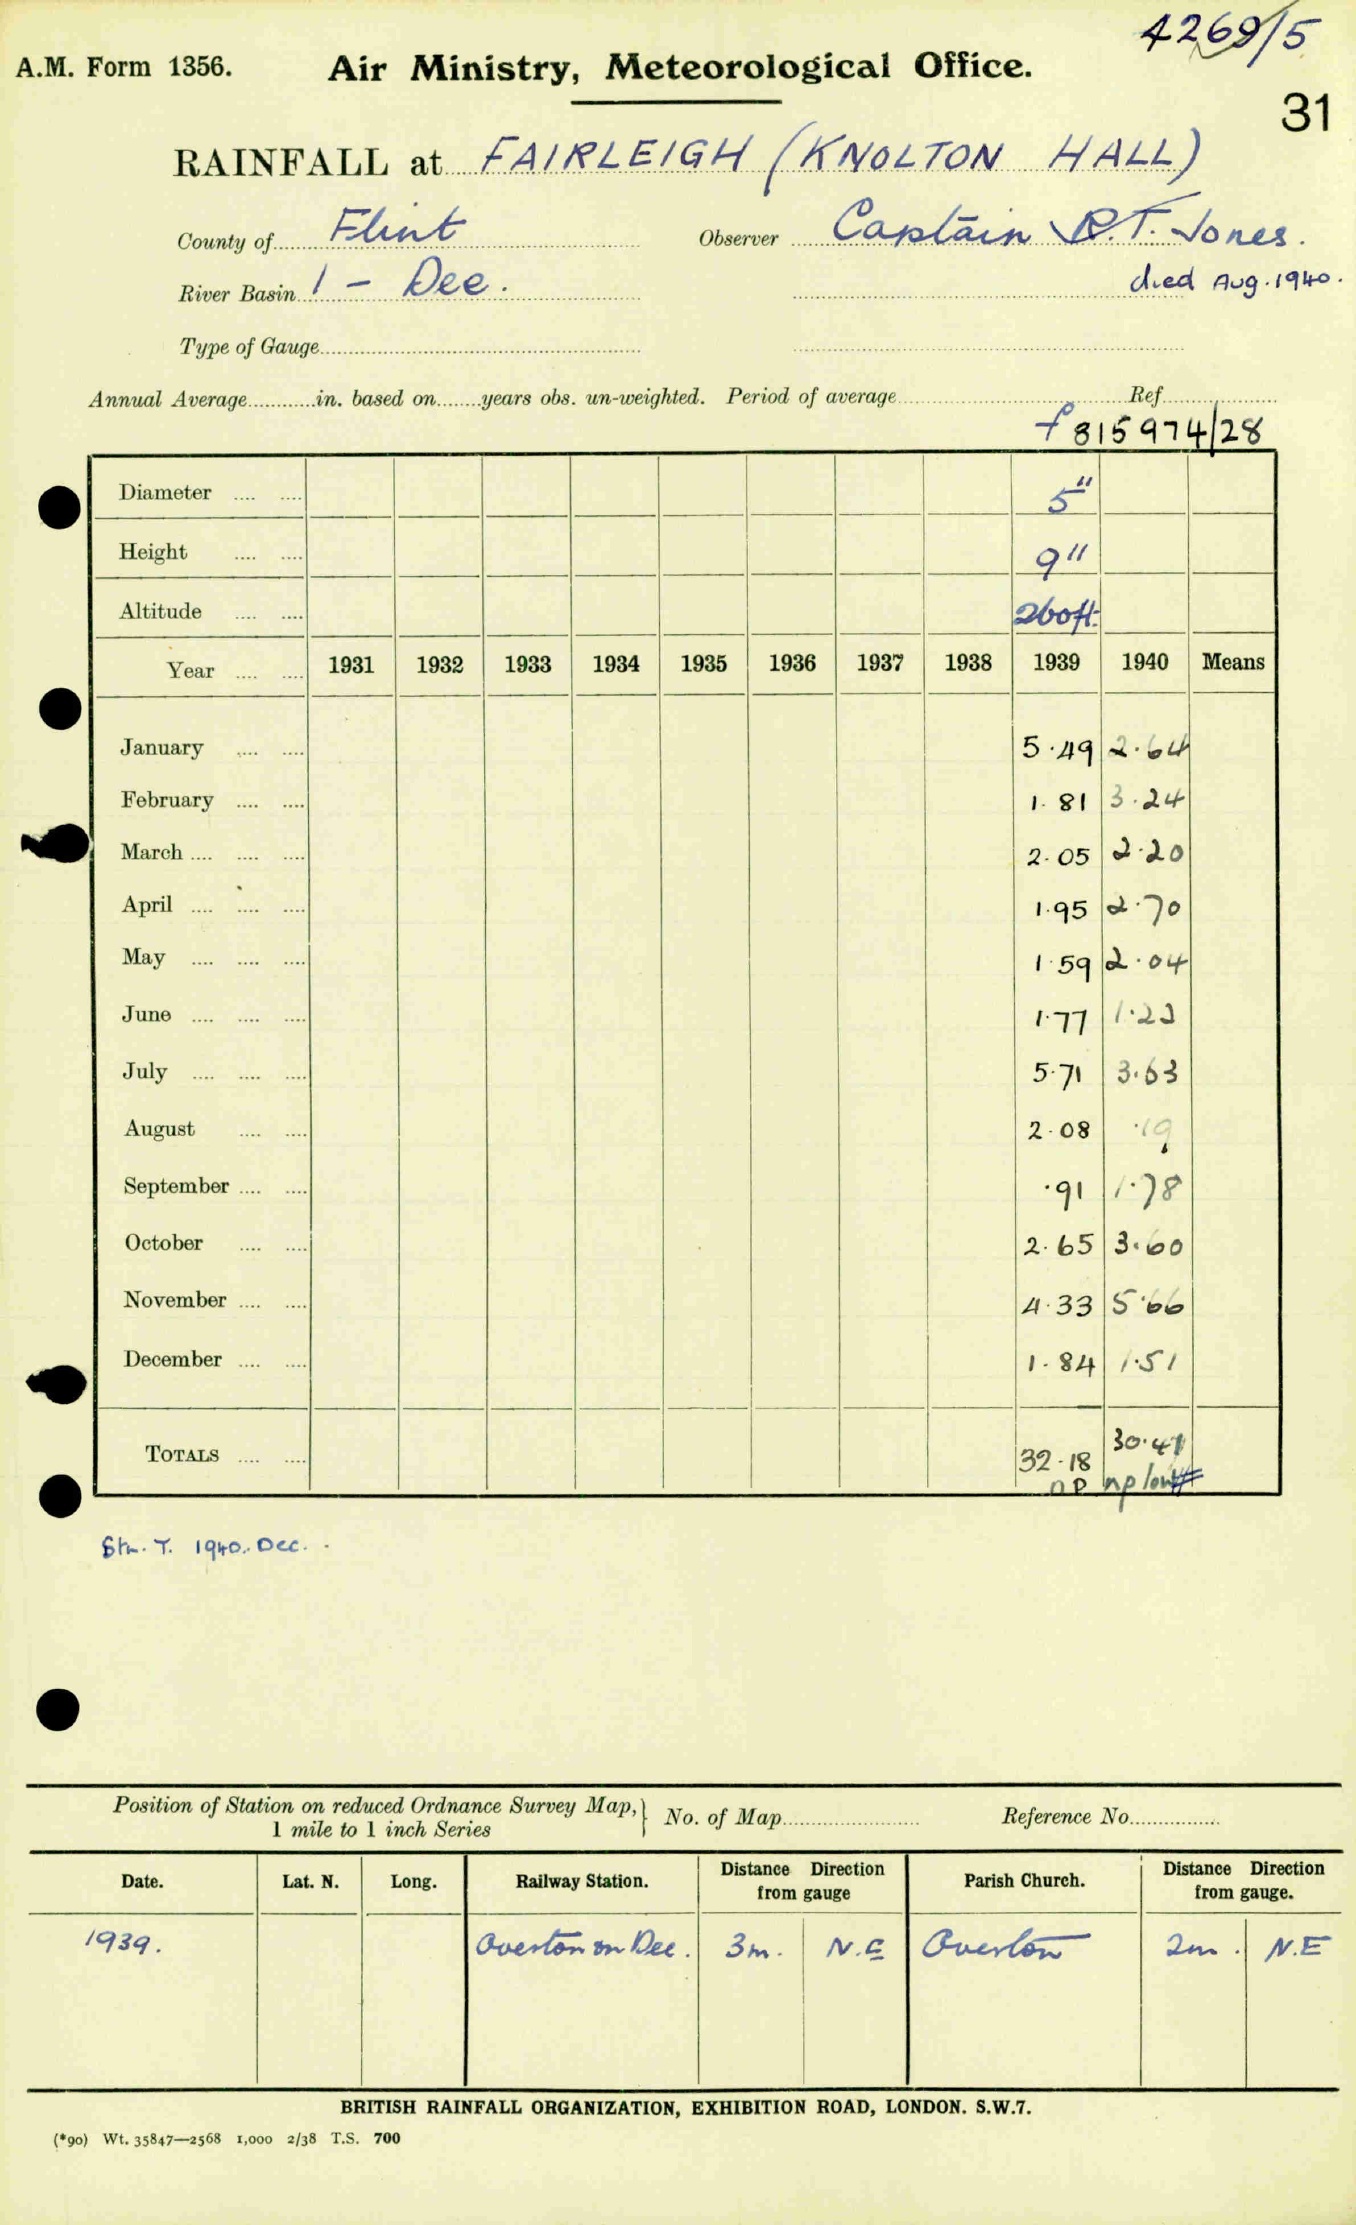 4269/5
A.M. Form 1356. Air Ministry, Meteorological Office.
31
RAINFALL at FAIRLEIGH (KNOLTON HALL)
County of Flint Observer Captain R.T. Jones.
River Basin 1 - Dee. died Aug. 1940.
Type of Gauge
Annual Average in. based on years obs. un-weighted. Period of average Ref
f 815974/28
Diameter 5"
Height 9"
Altitude 260ft.
Year 1931 1932 1933 1934 1935 1936 1937 1938 1939 1940 Means
January 5.49 2.64
February 1.81 3.24
March 2.05 2.20
April 1.95 2.70
May 1.59 2.04
June 1.77 1.22
July 5.71 3.63
August 2.08 .19
September .91 1.78
October 2.65 3.60
November 4.33 5.66
December 1.84 1.51
TOTALS 32.18 30.41
np np low
Stn. T. 1940. Dec.
Position of Station on reduced Ordnance Survey Map, No. of Map Reference No.
1 mile to 1 inch Series
Date. Lat. N. Long. Railway Station. Distance Direction from gauge Parish Church. Distance Direction from gauge.
1939. Overton on Dee. 3m. N.E Overton 2m. N.E
BRITISH RAINFALL ORGANIZATION, EXHIBITION ROAD, LONDON. S.W.7.
(*90) Wt. 35847—2568 1,000 2/38 T.S. 700